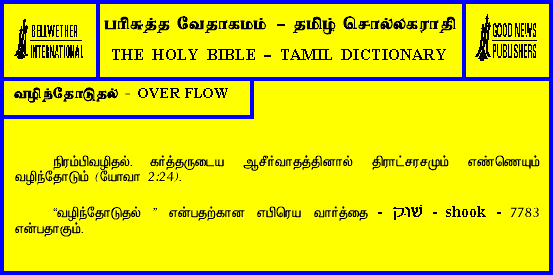 BELLWETHER
INTERNATIONAL
பரிசுத்த வேதாகமம் – தமிழ் சொல்லகராதி
THE HOLY BIBLE – TAMIL DICTIONARY
GOOD NEWS
PUBLISHERS
வழிந்தோடுதல் - OVER FLOW
நிரம்பிவழிதல். கர்த்தருடைய ஆசீர்வாதத்தினால் திராட்சரசமும் எண்ணெயும்
வழிந்தோடும் (யோவா 2:24).
“வழிந்தோடுதல் ” என்பதற்கான எபிரெய வார்த்தை - שׁוּק - shook - 7783
என்பதாகும்.